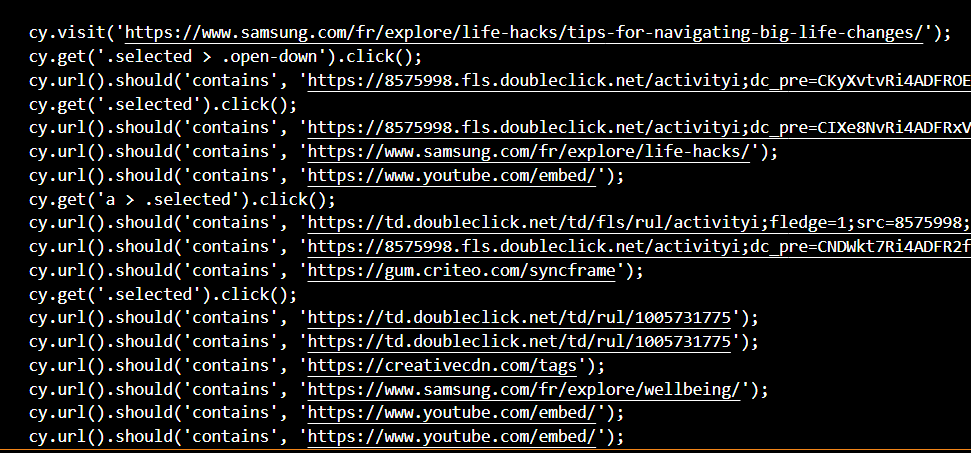 cy.visit('https://www.samsung.com/fr/explore/life-hacks/tips-for-navigating-big-life-changes/');
cy.get('.selected > .open-down').click();
cy.url().should('contains', 'https://8575998.fls.doubleclick.net/activityi;dc_pre=CKyXvtvRi4ADFROE
cy.get('.selected').click();
cy.url().should('contains', 'https://8575998.fls.doubleclick.net/activityi;dc_pre=CIXe8NvRi4ADFRxV
cy.url().should('contains', 'https://www.samsung.com/fr/explore/life-hacks/');
cy.url().should('contains', 'https://www.youtube.com/embed/');
cy.get('a > .selected').click();
cy.url().should('contains', 'https://td.doubleclick.net/td/fls/rul/activityi;fledge=1;src=8575998;
cy.url().should('contains', 'https://8575998.fls.doubleclick.net/activityi;dc_pre=CNDWkt7Ri4ADFR2f
cy.url().should('contains', 'https://gum.criteo.com/syncframe');
cy.get('.selected').click();
cy.url().should('contains', 'https://td.doubleclick.net/td/rul/1005731775');
cy.url().should('contains', 'https://td.doubleclick.net/td/rul/1005731775');
cy.url().should('contains', 'https://creativecdn.com/tags');
cy.url().should('contains', 'https://www.samsung.com/fr/explore/wellbeing/');
cy.url().should('contains', 'https://www.youtube.com/embed/');
cy.url().should('contains', 'https://www.youtube.com/embed/');